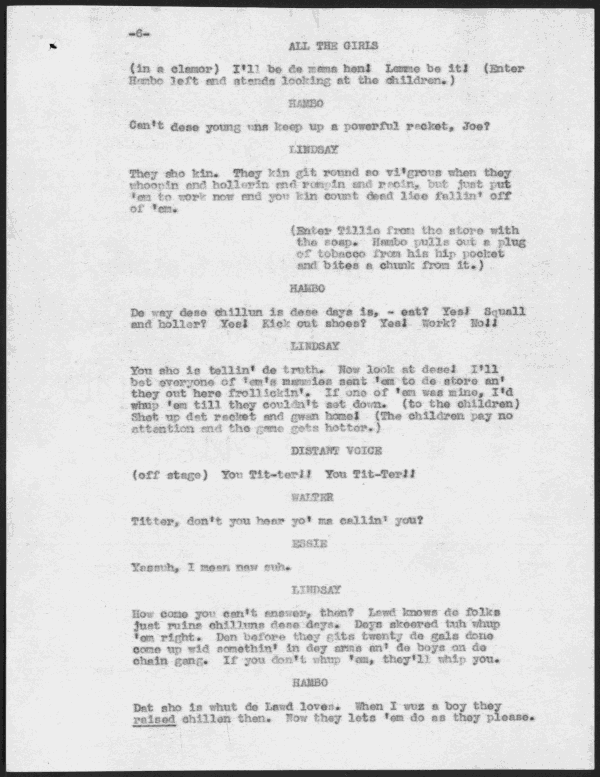 -6-
ALL THE GIRLS
(in a clamor) I'll be de mama hen! Lemme be it! (Enter
Hambo left and stands looking at the children.)
HAMBO
Can't dese young uns keep up a powerful racket, Joe?
LINDSAY
They sho kin. They kin git round so vi'grous when they
whoopin and hollerin and rompin and racin, but just put
'em to work now and you kin count dead lice fallin' off
of 'em.
(Enter Tillie from the store with
the soap. Hambo pulls out a plug
of tobacco from his hip pocket
and bites a chunk from it.)
HAMBO
De way dese chillun is dese days is, - eat? Yes! Squall
and holler? Yes! Kick out shoes? Yes! Work? No!!
LINDSAY
You sho is tellin' de truth. Now look at dese! I'll
bet everyone of 'em's mammies sent 'em to de store an'
they out here frollickin'. If one of 'em was mine, I'd
whup 'em till they couldn't set down. (to the children)
Shet up dat racket and gwan home! (The children pay no
attention and the game gets hotter.)
DISTANT VOICE
(off stage) You Tit-ter!! You Tit-Ter!!
WALTER
Titter, don't you hear yo' ma callin' you?
ESSIE
Yassuh, I mean naw suh.
LINDSAY
How come you can't answer, then? Lawd knows de folks
just ruins chilluns dese days. Deys skeered tuh whup
'em right. Den before they gits twenty de gals done
come up wid somethin' in dey arms an' de boys on de
chain gang. If you don't whup 'em, they'll whip you.
HAMBO
Dat sho is whut de Lawd loves. When I wuz a boy they
raised chillen then. Now they lets 'em do as they please.